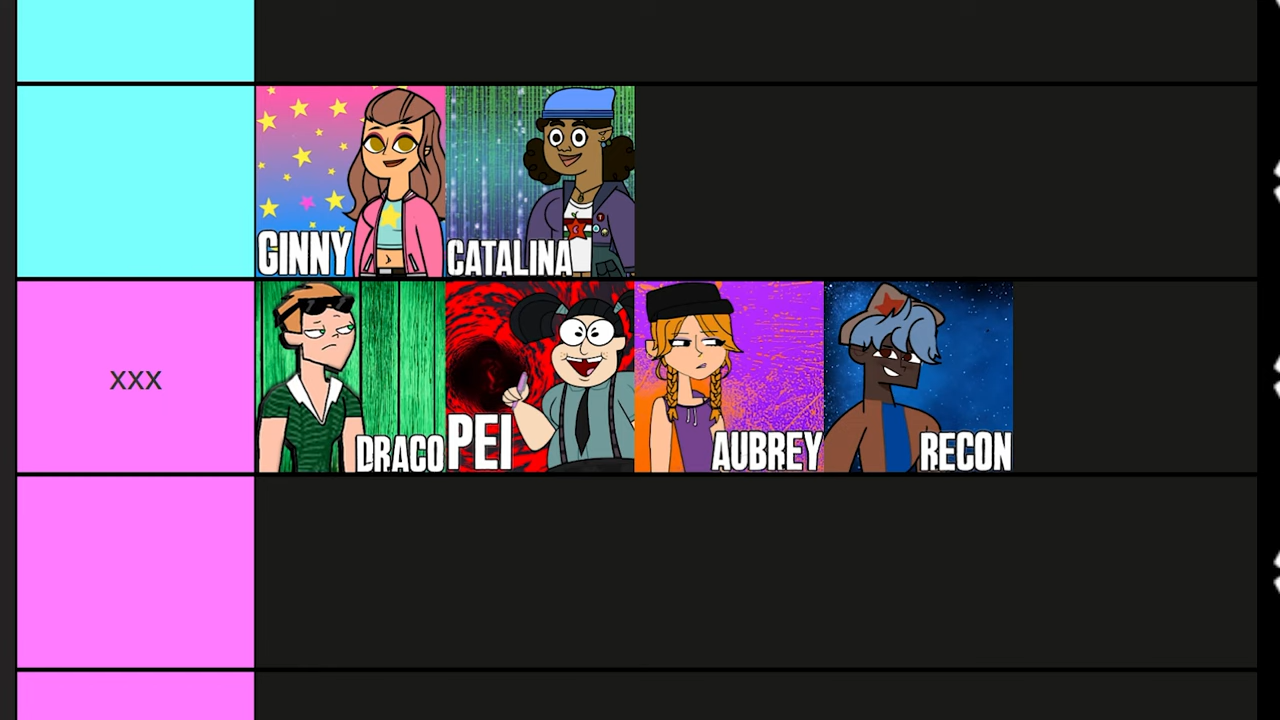 GINNY
CATALINA
XXX
DRACO
PEI
AUBREY
RECON